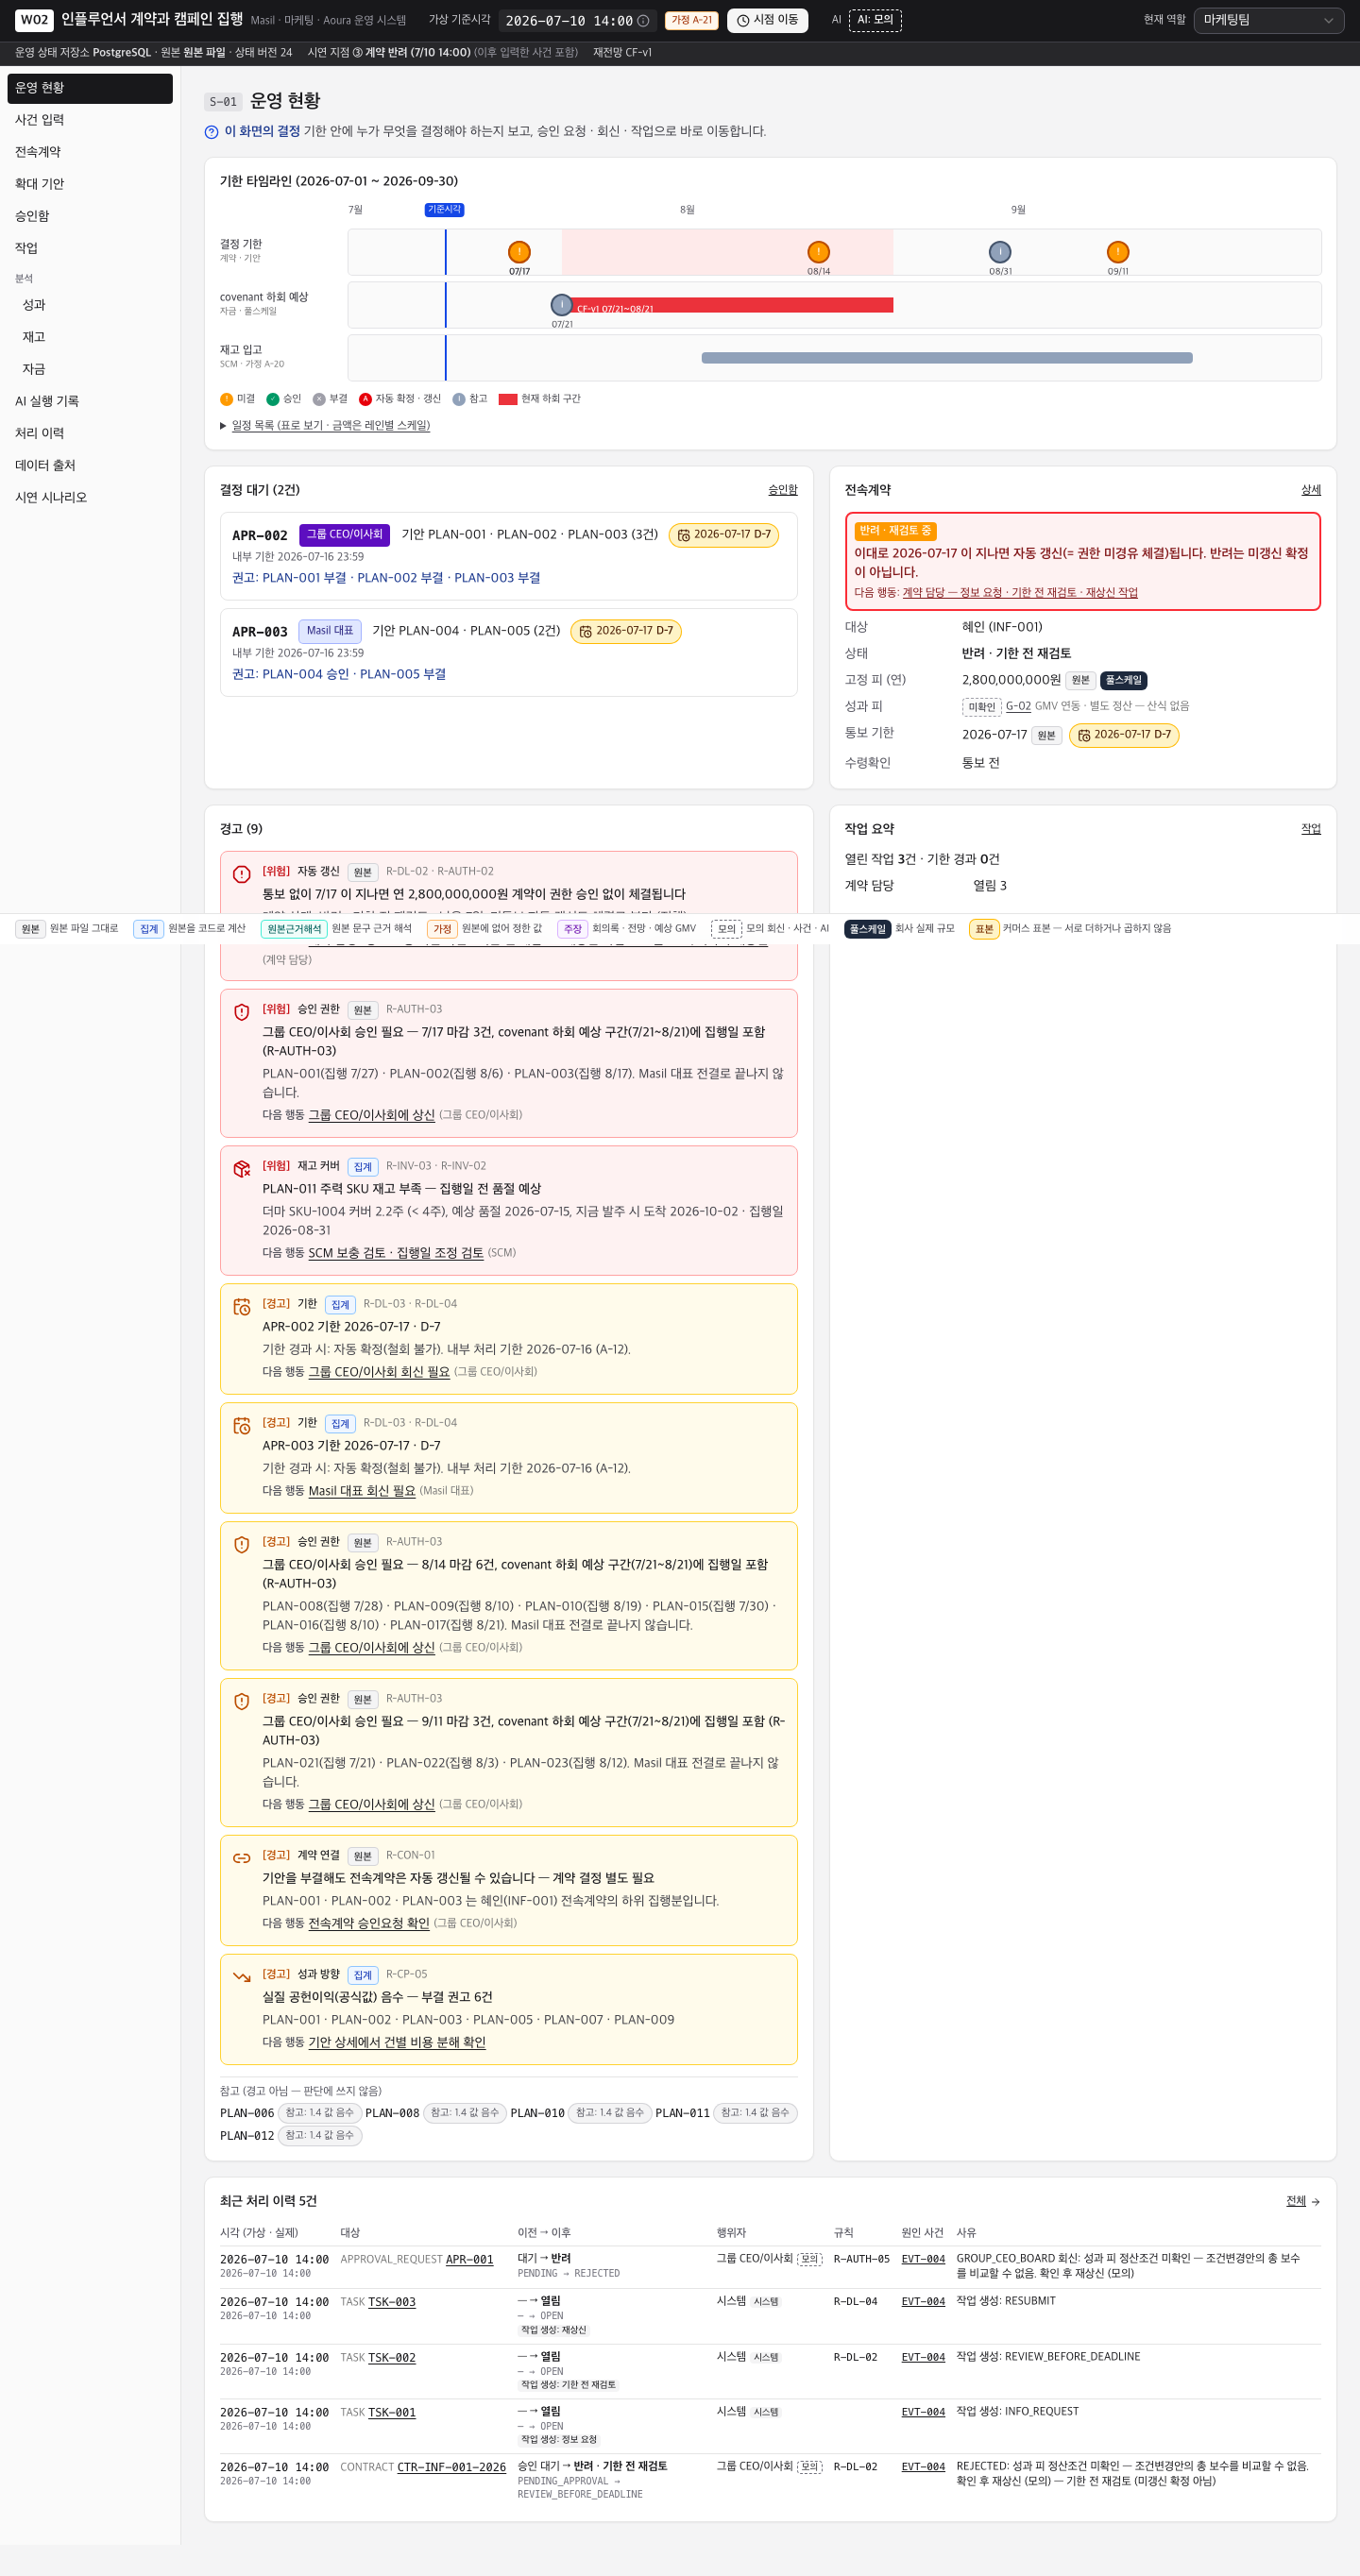 W02 인플루언서 계약과 캠페인 집행 Masil · 마케팅 · Aoura 운영 시스템 가상 기준시각 2026-07-10 14:00 가정 A-21 시점 이동 AI AI: 모의 현재 역할 마케팅팀
운영 상태 저장소 PostgreSQL · 원본 원본 파일 · 상태 버전 24 시연 지점 ③ 계약 반려 (7/10 14:00) (이후 입력한 사건 포함) 재전망 CF-v1
운영 현황
사건 입력
전속계약
확대 기안
승인함
작업
분석
성과
재고
자금
AI 실행 기록
처리 이력
데이터 출처
시연 시나리오
S-01 운영 현황
이 화면의 결정 기한 안에 누가 무엇을 결정해야 하는지 보고, 승인 요청 · 회신 · 작업으로 바로 이동합니다.
기한 타임라인 (2026-07-01 ~ 2026-09-30)
7월 기준시각 8월 9월
결정 기한
계약 · 기안
07/17 08/14 08/31 09/11
covenant 하회 예상
자금 · 풀스케일
CF-v1 07/21~08/21
07/21
재고 입고
SCM · 가정 A-20
! 미결 ✓ 승인 × 부결 A 자동 확정 · 갱신 i 참고 현재 하회 구간
▶ 일정 목록 (표로 보기 · 금액은 레인별 스케일)
결정 대기 (2건) 승인함
APR-002 그룹 CEO/이사회 기안 PLAN-001 · PLAN-002 · PLAN-003 (3건) 2026-07-17 D-7
내부 기한 2026-07-16 23:59
권고: PLAN-001 부결 · PLAN-002 부결 · PLAN-003 부결
APR-003 Masil 대표 기안 PLAN-004 · PLAN-005 (2건) 2026-07-17 D-7
내부 기한 2026-07-16 23:59
권고: PLAN-004 승인 · PLAN-005 부결
전속계약 상세
반려 · 재검토 중
이대로 2026-07-17 이 지나면 자동 갱신(= 권한 미경유 체결)됩니다. 반려는 미갱신 확정
이 아닙니다.
다음 행동: 계약 담당 — 정보 요청 · 기한 전 재검토 · 재상신 작업
대상 혜인 (INF-001)
상태 반려 · 기한 전 재검토
고정 피 (연) 2,800,000,000원 원본 풀스케일
성과 피 미확인 G-02 GMV 연동 · 별도 정산 — 산식 없음
통보 기한 2026-07-17 원본 2026-07-17 D-7
수령확인 통보 전
경고 (9)
[위험] 자동 갱신 원본 R-DL-02 · R-AUTH-02
통보 없이 7/17 이 지나면 연 2,800,000,000원 계약이 권한 승인 없이 체결됩니다
원본 원본 파일 그대로 집계 원본을 코드로 계산 원본근거해석 원본 문구 근거 해석 가정 원본에 없어 정한 값 주장 회의록 · 전망 · 예상 GMV 모의 모의 회신 · 사건 · AI 풀스케일 회사 실제 규모 표본 커머스 표본 — 서로 더하거나 곱하지 않음
(계약 담당)
[위험] 승인 권한 원본 R-AUTH-03
그룹 CEO/이사회 승인 필요 — 7/17 마감 3건, covenant 하회 예상 구간(7/21~8/21)에 집행일 포함
(R-AUTH-03)
PLAN-001(집행 7/27) · PLAN-002(집행 8/6) · PLAN-003(집행 8/17). Masil 대표 전결로 끝나지 않
습니다.
다음 행동 그룹 CEO/이사회에 상신 (그룹 CEO/이사회)
[위험] 재고 커버 집계 R-INV-03 · R-INV-02
PLAN-011 주력 SKU 재고 부족 — 집행일 전 품절 예상
더마 SKU-1004 커버 2.2주 (< 4주), 예상 품절 2026-07-15, 지금 발주 시 도착 2026-10-02 · 집행일
2026-08-31
다음 행동 SCM 보충 검토 · 집행일 조정 검토 (SCM)
[경고] 기한 집계 R-DL-03 · R-DL-04
APR-002 기한 2026-07-17 · D-7
기한 경과 시: 자동 확정(철회 불가). 내부 처리 기한 2026-07-16 (A-12).
다음 행동 그룹 CEO/이사회 회신 필요 (그룹 CEO/이사회)
[경고] 기한 집계 R-DL-03 · R-DL-04
APR-003 기한 2026-07-17 · D-7
기한 경과 시: 자동 확정(철회 불가). 내부 처리 기한 2026-07-16 (A-12).
다음 행동 Masil 대표 회신 필요 (Masil 대표)
[경고] 승인 권한 원본 R-AUTH-03
그룹 CEO/이사회 승인 필요 — 8/14 마감 6건, covenant 하회 예상 구간(7/21~8/21)에 집행일 포함
(R-AUTH-03)
PLAN-008(집행 7/28) · PLAN-009(집행 8/10) · PLAN-010(집행 8/19) · PLAN-015(집행 7/30) ·
PLAN-016(집행 8/10) · PLAN-017(집행 8/21). Masil 대표 전결로 끝나지 않습니다.
다음 행동 그룹 CEO/이사회에 상신 (그룹 CEO/이사회)
[경고] 승인 권한 원본 R-AUTH-03
그룹 CEO/이사회 승인 필요 — 9/11 마감 3건, covenant 하회 예상 구간(7/21~8/21)에 집행일 포함 (R-
AUTH-03)
PLAN-021(집행 7/21) · PLAN-022(집행 8/3) · PLAN-023(집행 8/12). Masil 대표 전결로 끝나지 않
습니다.
다음 행동 그룹 CEO/이사회에 상신 (그룹 CEO/이사회)
[경고] 계약 연결 원본 R-CON-01
기안을 부결해도 전속계약은 자동 갱신될 수 있습니다 — 계약 결정 별도 필요
PLAN-001 · PLAN-002 · PLAN-003 는 혜인(INF-001) 전속계약의 하위 집행분입니다.
다음 행동 전속계약 승인요청 확인 (그룹 CEO/이사회)
[경고] 성과 방향 집계 R-CP-05
실질 공헌이익(공식값) 음수 — 부결 권고 6건
PLAN-001 · PLAN-002 · PLAN-003 · PLAN-005 · PLAN-007 · PLAN-009
다음 행동 기안 상세에서 건별 비용 분해 확인
참고 (경고 아님 — 판단에 쓰지 않음)
PLAN-006 참고: 1.4 값 음수 PLAN-008 참고: 1.4 값 음수 PLAN-010 참고: 1.4 값 음수 PLAN-011 참고: 1.4 값 음수
PLAN-012 참고: 1.4 값 음수
작업 요약 작업
열린 작업 3건 · 기한 경과 0건
계약 담당 열림 3
최근 처리 이력 5건 전체 →
시각 (가상 · 실제) 대상 이전 → 이후 행위자 규칙 원인 사건 사유
2026-07-10 14:00 APPROVAL_REQUEST APR-001 대기 → 반려 그룹 CEO/이사회 모의 R-AUTH-05 EVT-004 GROUP_CEO_BOARD 회신: 성과 피 정산조건 미확인 — 조건변경안의 총 보수
2026-07-10 14:00 PENDING → REJECTED 를 비교할 수 없음. 확인 후 재상신 (모의)
2026-07-10 14:00 TASK TSK-003 — → 열림 시스템 시스템 R-DL-04 EVT-004 작업 생성: RESUBMIT
2026-07-10 14:00 — → OPEN
작업 생성: 재상신
2026-07-10 14:00 TASK TSK-002 — → 열림 시스템 시스템 R-DL-02 EVT-004 작업 생성: REVIEW_BEFORE_DEADLINE
2026-07-10 14:00 — → OPEN
작업 생성: 기한 전 재검토
2026-07-10 14:00 TASK TSK-001 — → 열림 시스템 시스템 EVT-004 작업 생성: INFO_REQUEST
2026-07-10 14:00 — → OPEN
작업 생성: 정보 요청
2026-07-10 14:00 CONTRACT CTR-INF-001-2026 승인 대기 → 반려 · 기한 전 재검토 그룹 CEO/이사회 모의 R-DL-02 EVT-004 REJECTED: 성과 피 정산조건 미확인 — 조건변경안의 총 보수를 비교할 수 없음.
2026-07-10 14:00 PENDING_APPROVAL → 확인 후 재상신 (모의) — 기한 전 재검토 (미갱신 확정 아님)
REVIEW_BEFORE_DEADLINE